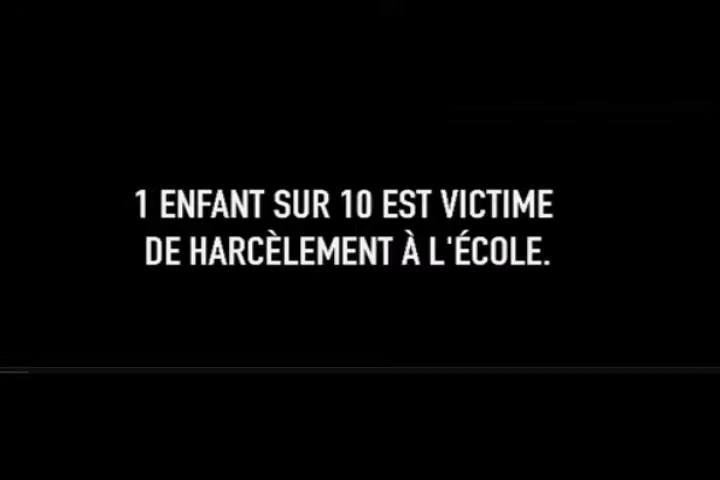 1 ENFANT SUR 10 EST VICTIME
DE HARCÈLEMENT À L'ÉCOLE.